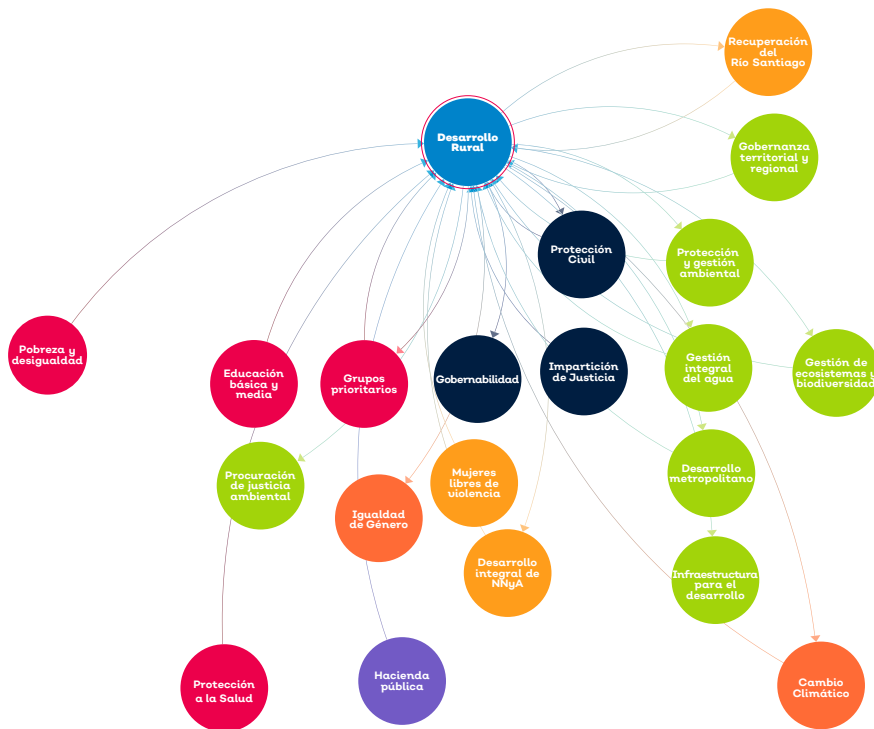 Recuperación
del
Río Santiago
Desarrollo
Rural
Gobernanza
territorial y
regional
Protección
Civil
Protección
y gestión
ambiental
Pobreza y
desigualdad
Educación
básica y
media
Grupos
prioritarios
Gobernabilidad
Impartición
de Justicia
Gestión
integral
del agua
Gestión de
ecosistemas y
biodiversidad
Procuración
de justicia
ambiental
Mujeres
libres de
violencia
Desarrollo
metropolitano
Igualdad
de Género
Desarrollo
integral de
NNyA
Infraestructura
para el
desarrollo
Protección
a la Salud
Hacienda
pública
Cambio
Climático